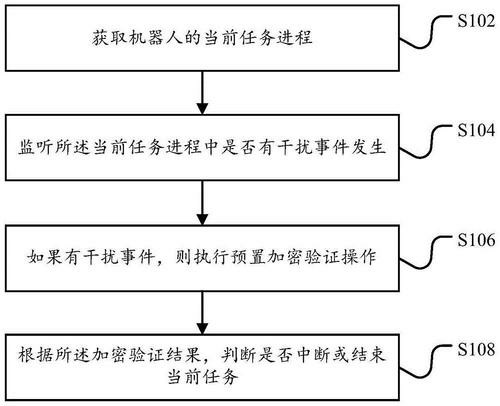 获取机器人的当前任务进程
S102
监听所述当前任务进程中是否有干扰事件发生
S104
如果有干扰事件，则执行预置加密验证操作
S106
根据所述加密验证结果，判断是否中断或结束
当前任务
S108